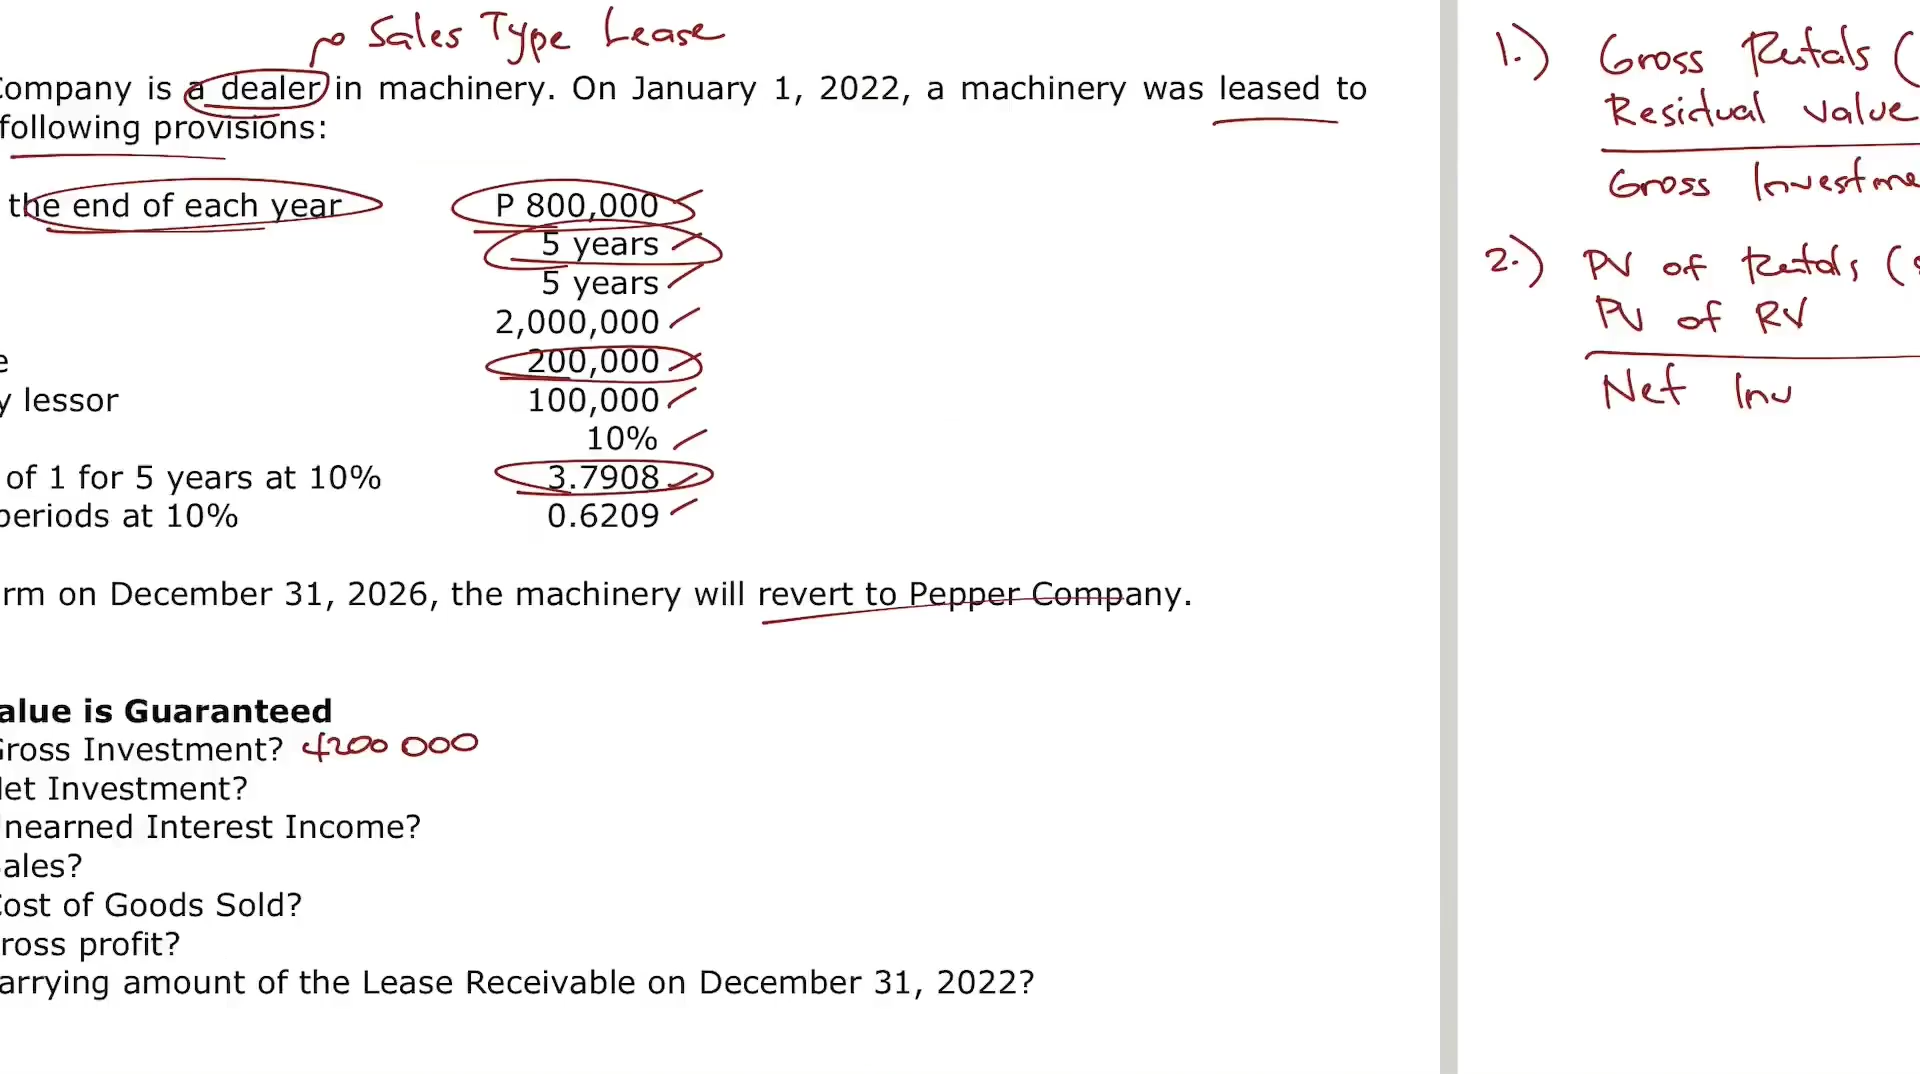 Sales Type Lease
Company is a dealer in machinery. On January 1, 2022, a machinery was leased to
following provisions:
the end of each year P 800,000
5 years
5 years
2,000,000
e 200,000
y lessor 100,000
10%
of 1 for 5 years at 10% 3.7908
periods at 10% 0.6209
rm on December 31, 2026, the machinery will revert to Pepper Company.
alue is Guaranteed
Gross Investment? 4200 000
Net Investment?
Unearned Interest Income?
Sales?
Cost of Goods Sold?
ross profit?
arrying amount of the Lease Receivable on December 31, 2022?
1.) Gross Rentals (
Residual value
Gross Investme
2.) PV of Rentals (
PV of RV
Net Inv